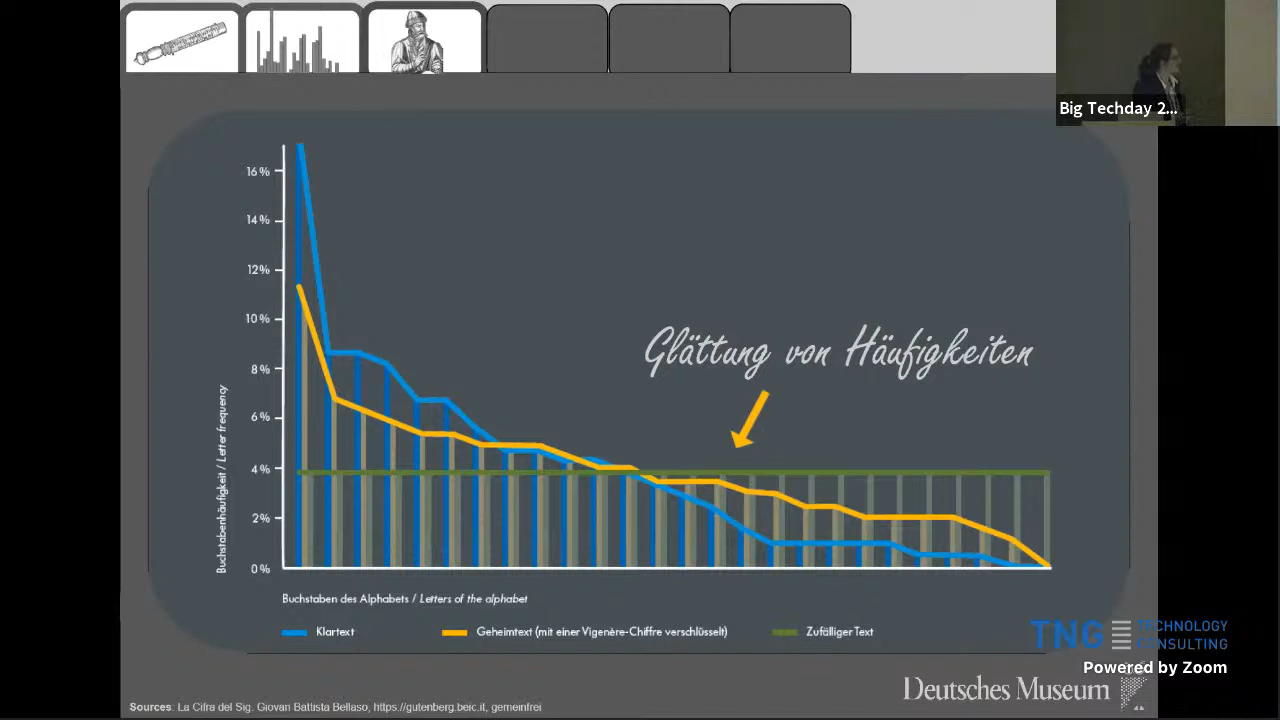 Big Techday 2...
16%
14%
12%
10%
8%
6%
4%
2%
0%
Buchstabenhäufigkeit / Letter frequency
Glättung von Häufigkeiten
Buchstaben des Alphabets / Letters of the alphabet
Klartext
Geheimtext (mit einer Vigenère-Chiffre verschlüsselt)
Zufälliger Text
TNG TECHNOLOGY
CONSULTING
Powered by Zoom
Deutsches Museum
Sources: La Cifra del Sig. Giovan Battista Bellaso, https://gutenberg.beic.it, gemeinfrei